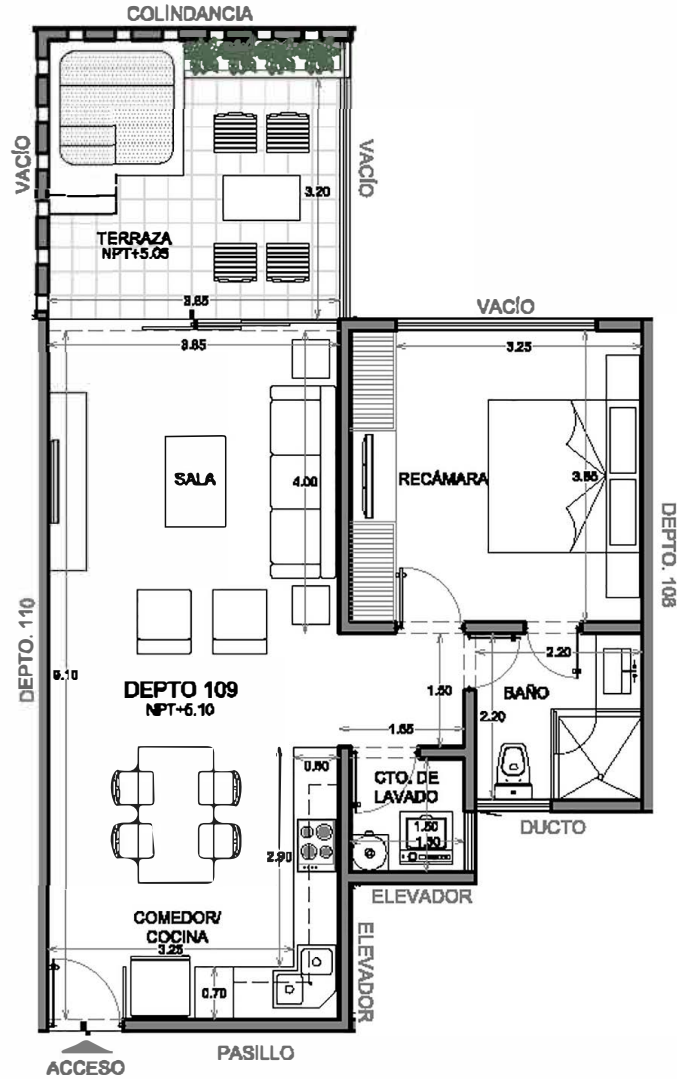 COLINDANCIA
VACÍO
VACÍO
3.20
TERRAZA
NPT+5.05
3.65
3.65
VACÍO
3.25
SALA
4.00
RECÁMARA
3.85
DEPTO. 108
DEPTO. 110
9.10
DEPTO 109
NPT+5.10
1.50
1.65
2.20
BAÑO
2.20
0.60
CTO. DE
LAVADO
1.50
1.50
DUCTO
2.90
ELEVADOR
COMEDOR/
COCINA
3.25
ELEVADOR
0.70
PASILLO
ACCESO